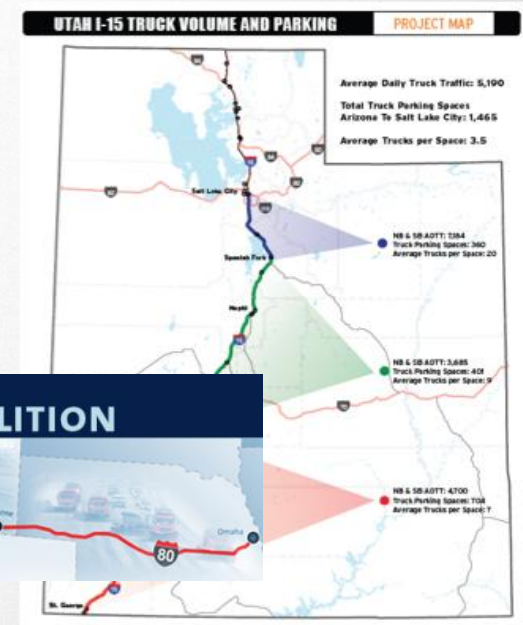 UTAH I-15 TRUCK VOLUME AND PARKING
PROJECT MAP
Average Daily Truck Traffic: 5,190
Total Truck Parking Spaces
Arizona To Salt Lake City: 1,465
Average Trucks per Space: 3.5
Salt Lake City
NB & SB ADTT: 7,184
Truck Parking Spaces: 360
Average Trucks per Space: 20
Spanish Fork
Nephi
NB & SB ADTT: 3,685
Truck Parking Spaces: 401
Average Trucks per Space: 9
LITION
Omaha
80
NB & SB ADTT: 4,700
Truck Parking Spaces: 704
Average Trucks per Space: 7
St. George